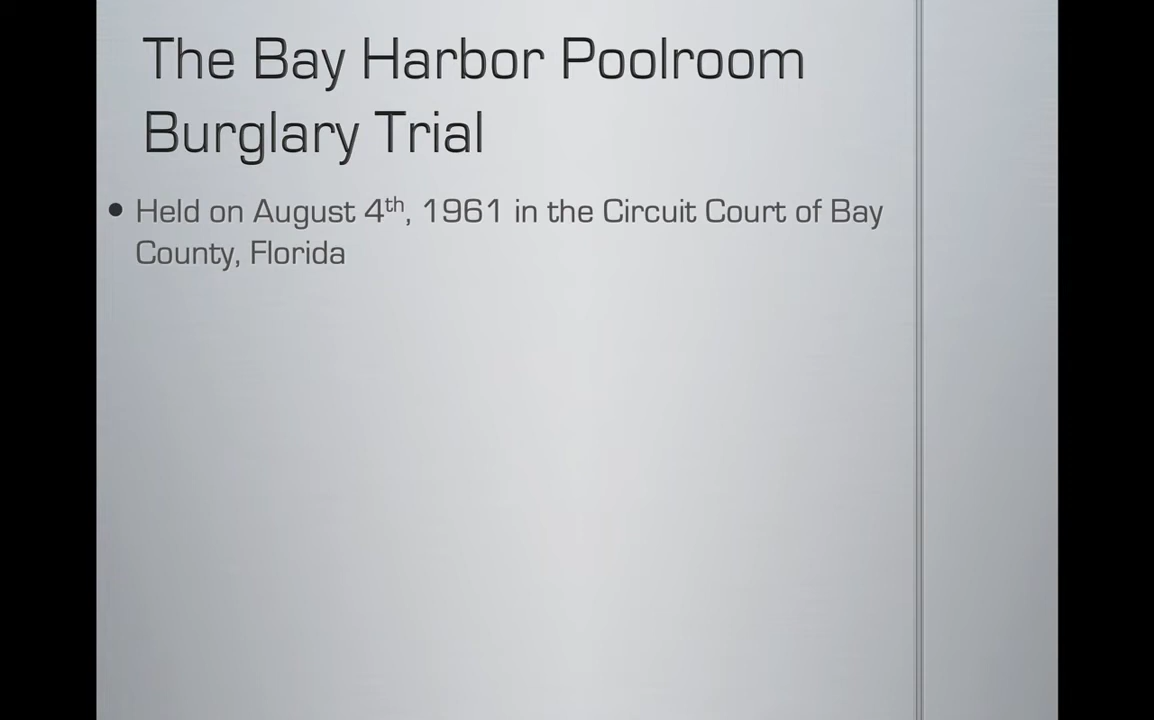 The Bay Harbor Poolroom
Burglary Trial
• Held on August 4th, 1961 in the Circuit Court of Bay
County, Florida